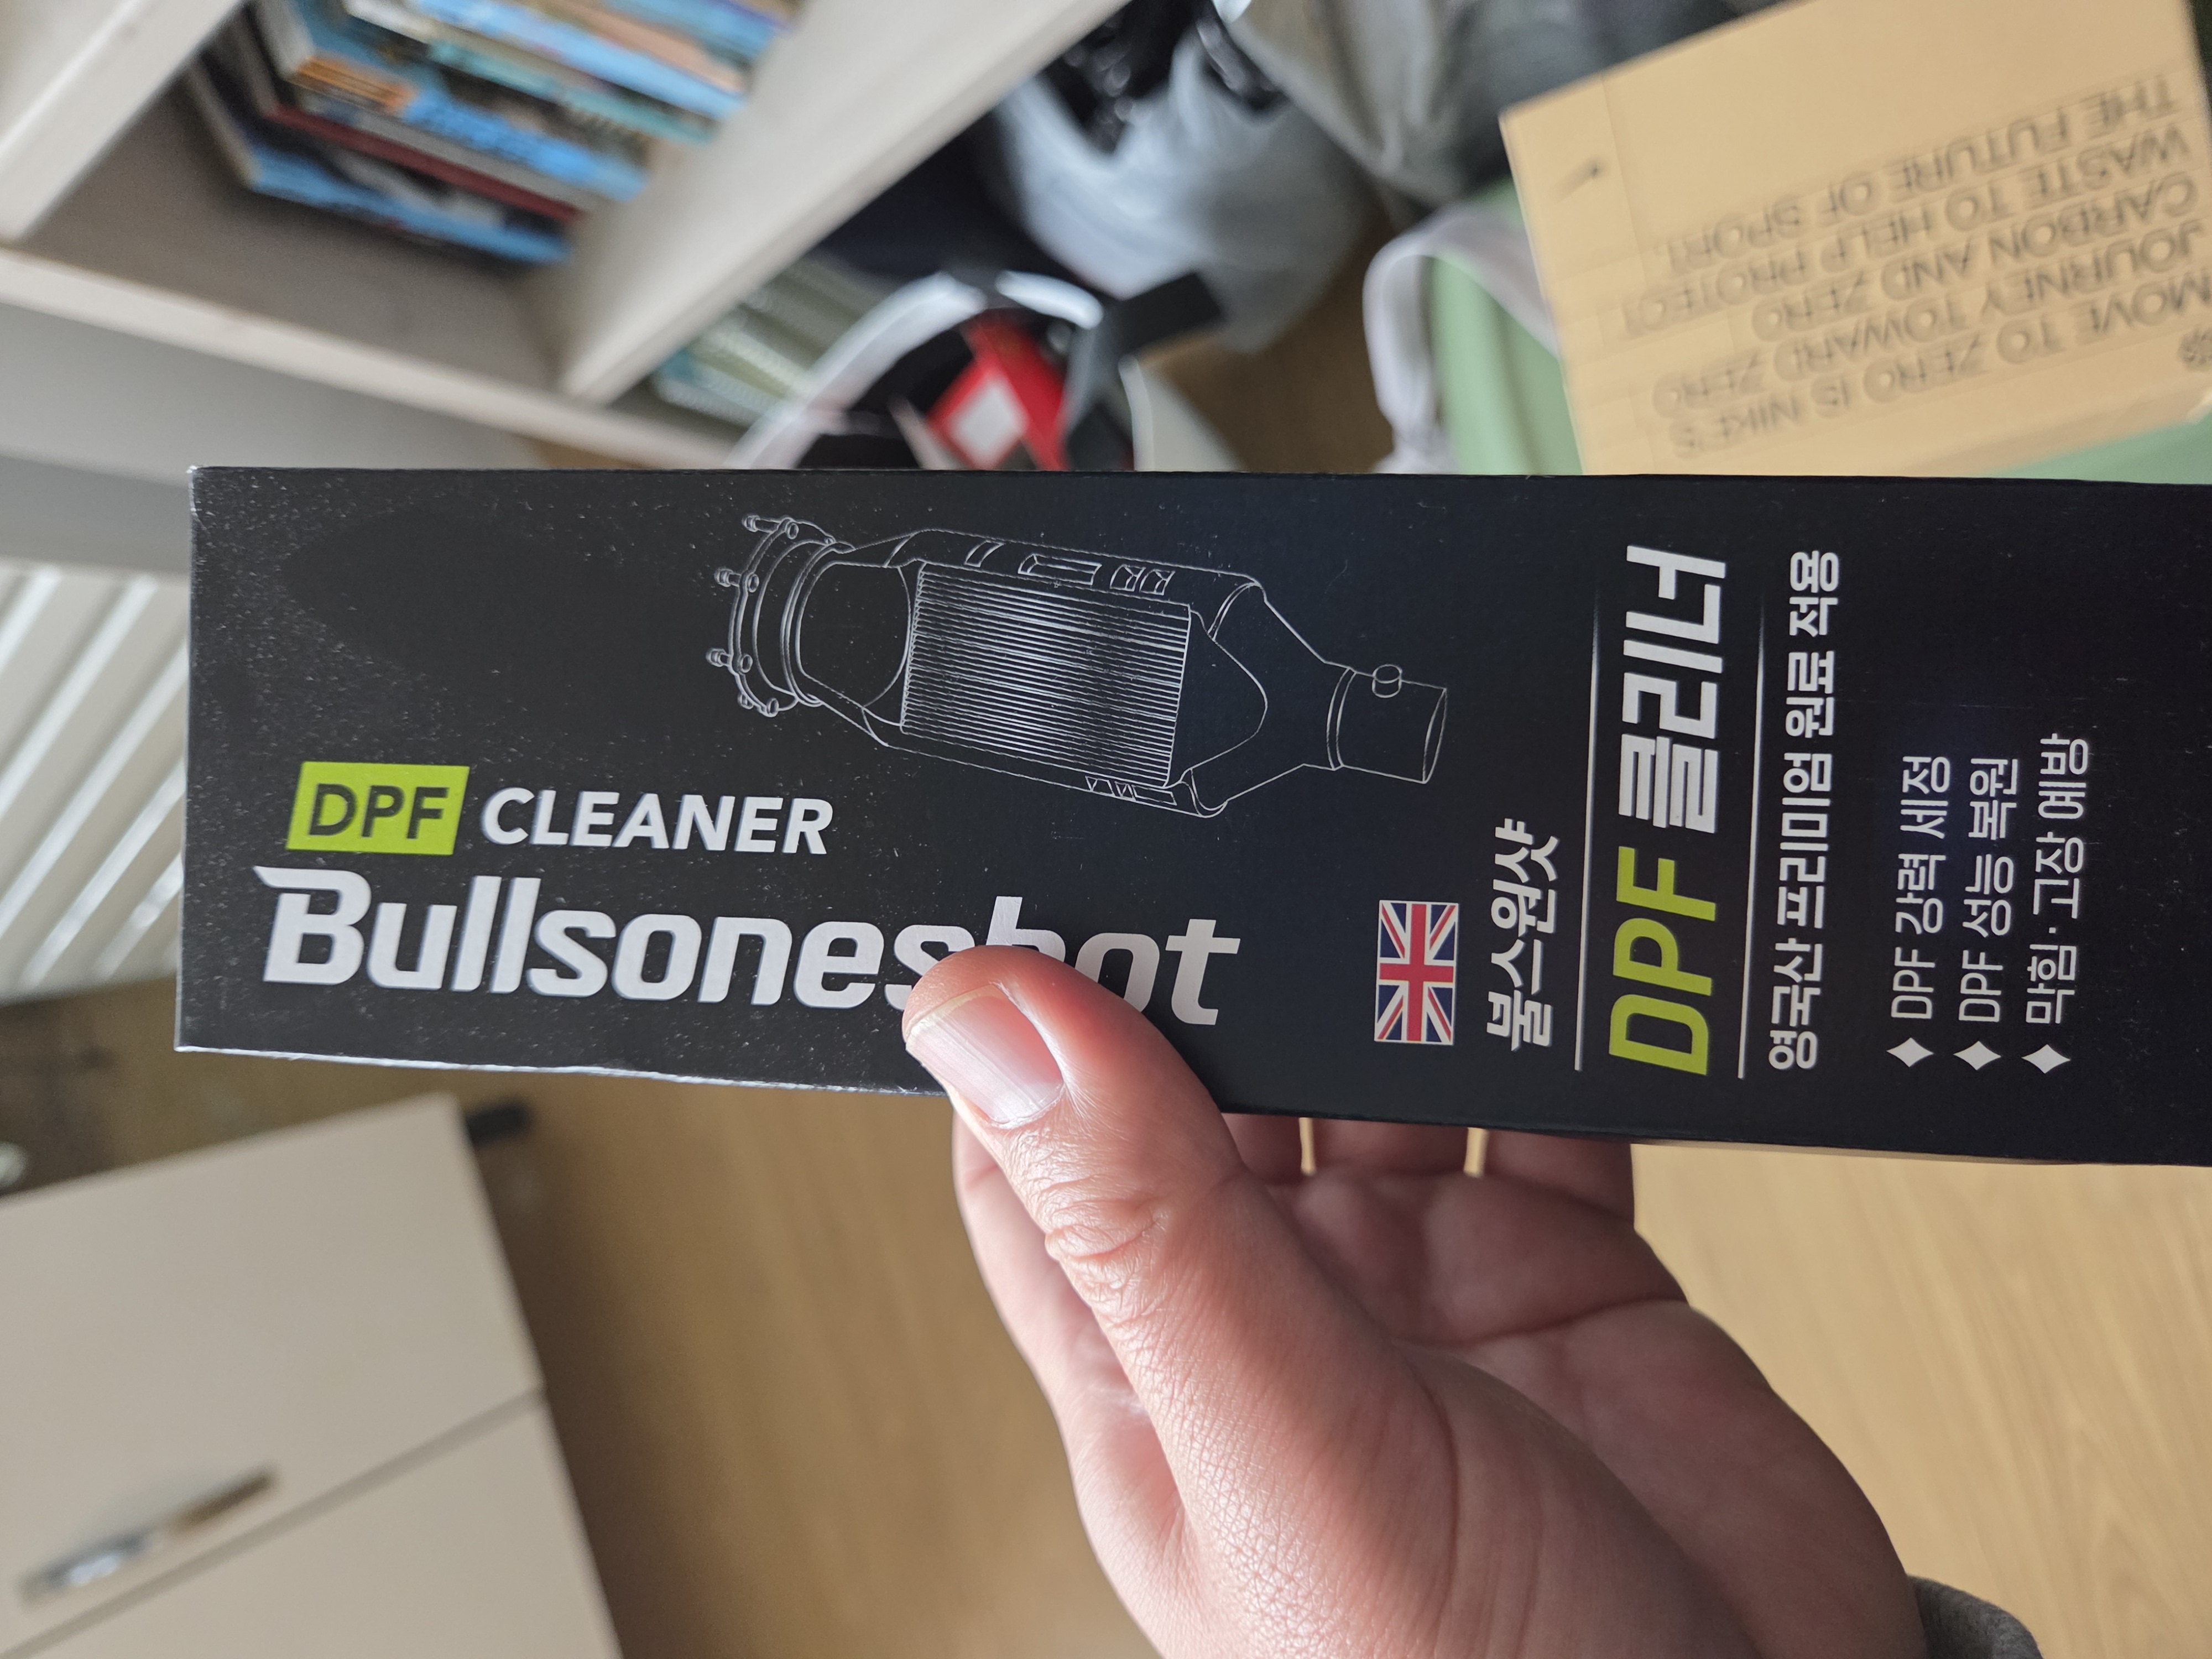 DPF CLEANER
Bullsoneshot
불스원샷
DPF 클리너
영국산 프리미엄 원료 적용
DPF 강력 세정
DPF 성능 복원
막힘·고장 예방
MOVE TO ZERO IS NIKE'S
JOURNEY TOWARD ZERO
CARBON AND ZERO
WASTE TO HELP PROTECT
THE FUTURE OF SPORT.